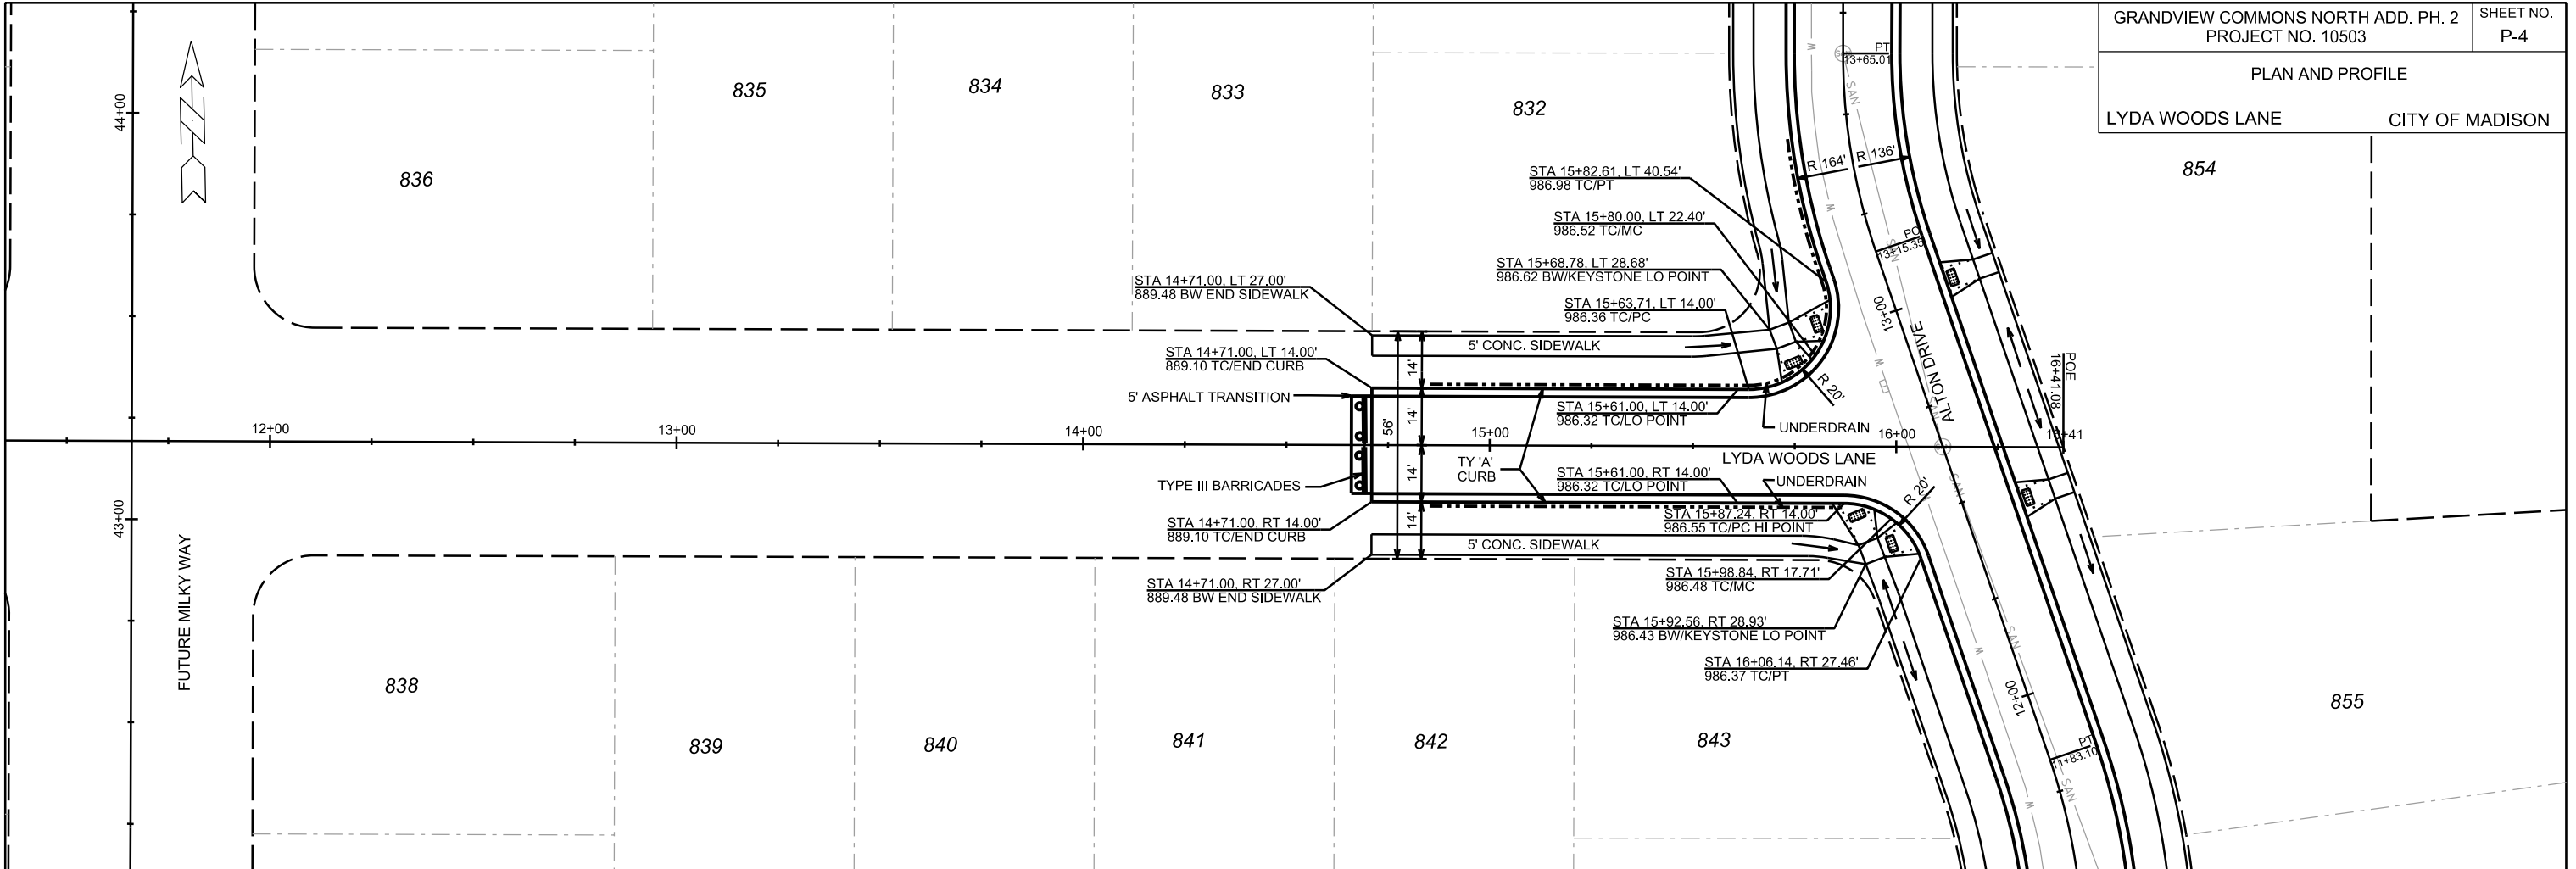 GRANDVIEW COMMONS NORTH ADD. PH. 2
PROJECT NO. 10503
SHEET NO.
P-4
PLAN AND PROFILE
LYDA WOODS LANE
CITY OF MADISON
44+00
43+00
FUTURE MILKY WAY
836
835
834
833
832
854
838
839
840
841
842
843
855
12+00
13+00
14+00
15+00
16+00
16+41
STA 15+82.61, LT 40.54'
986.98 TC/PT
STA 15+80.00, LT 22.40'
986.52 TC/MC
STA 15+68.78, LT 28.68'
986.62 BW/KEYSTONE LO POINT
STA 15+63.71, LT 14.00'
986.36 TC/PC
STA 14+71.00, LT 27.00'
889.48 BW END SIDEWALK
STA 14+71.00, LT 14.00'
889.10 TC/END CURB
5' ASPHALT TRANSITION
TYPE III BARRICADES
STA 14+71.00, RT 14.00'
889.10 TC/END CURB
STA 14+71.00, RT 27.00'
889.48 BW END SIDEWALK
5' CONC. SIDEWALK
14'
14'
14'
14'
56'
TY 'A'
CURB
STA 15+61.00, LT 14.00'
986.32 TC/LO POINT
UNDERDRAIN
LYDA WOODS LANE
STA 15+61.00, RT 14.00'
986.32 TC/LO POINT
UNDERDRAIN
STA 15+87.24, RT 14.00'
986.55 TC/PC HI POINT
5' CONC. SIDEWALK
STA 15+98.84, RT 17.71'
986.48 TC/MC
STA 15+92.56, RT 28.93'
986.43 BW/KEYSTONE LO POINT
STA 16+06.14, RT 27.46'
986.37 TC/PT
R 20'
R 20'
R 164'
R 136'
PT
13+65.01
PC
13+15.35
13+00
ALTON DRIVE
POE
16+41.08
12+00
PT
11+83.10
W
W
W
B
W
W
W
SAN
SAN
SAN
SAN
SAN
SAN
SAN